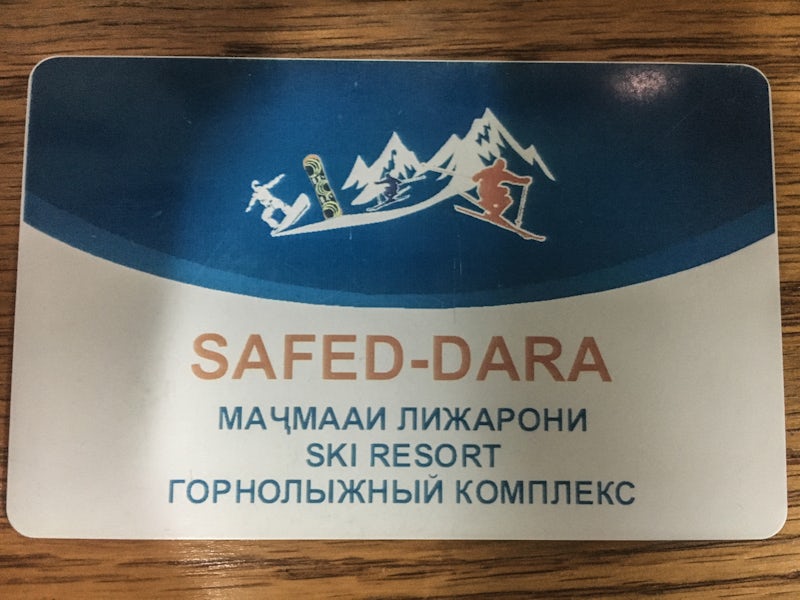 SAFED-DARA
МАҶМААИ ЛИЖАРОНИ
SKI RESORT
ГОРНОЛЫЖНЫЙ КОМПЛЕКС